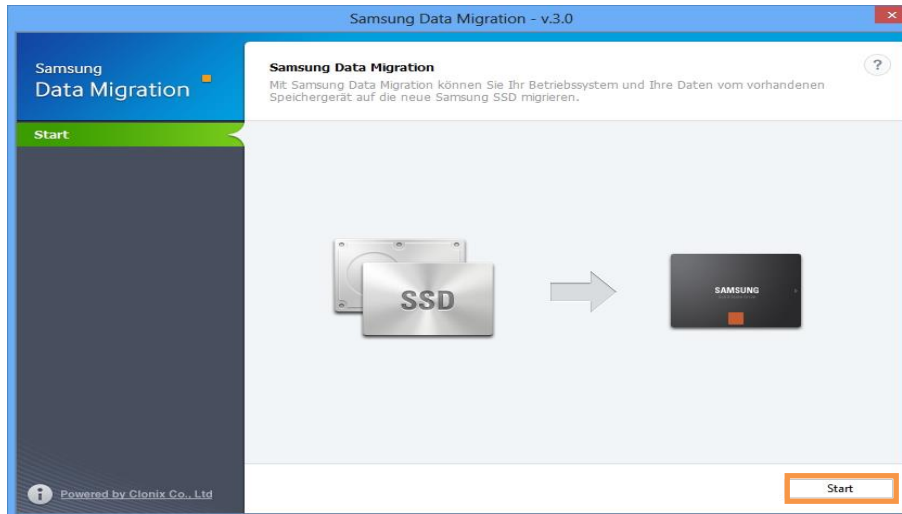 Samsung Data Migration - v.3.0
Samsung
Data Migration
Samsung Data Migration
Mit Samsung Data Migration können Sie Ihr Betriebssystem und Ihre Daten vom vorhandenen
Speichergerät auf die neue Samsung SSD migrieren.
?
Start
SSD
SAMSUNG
Powered by Clonix Co., Ltd
Start